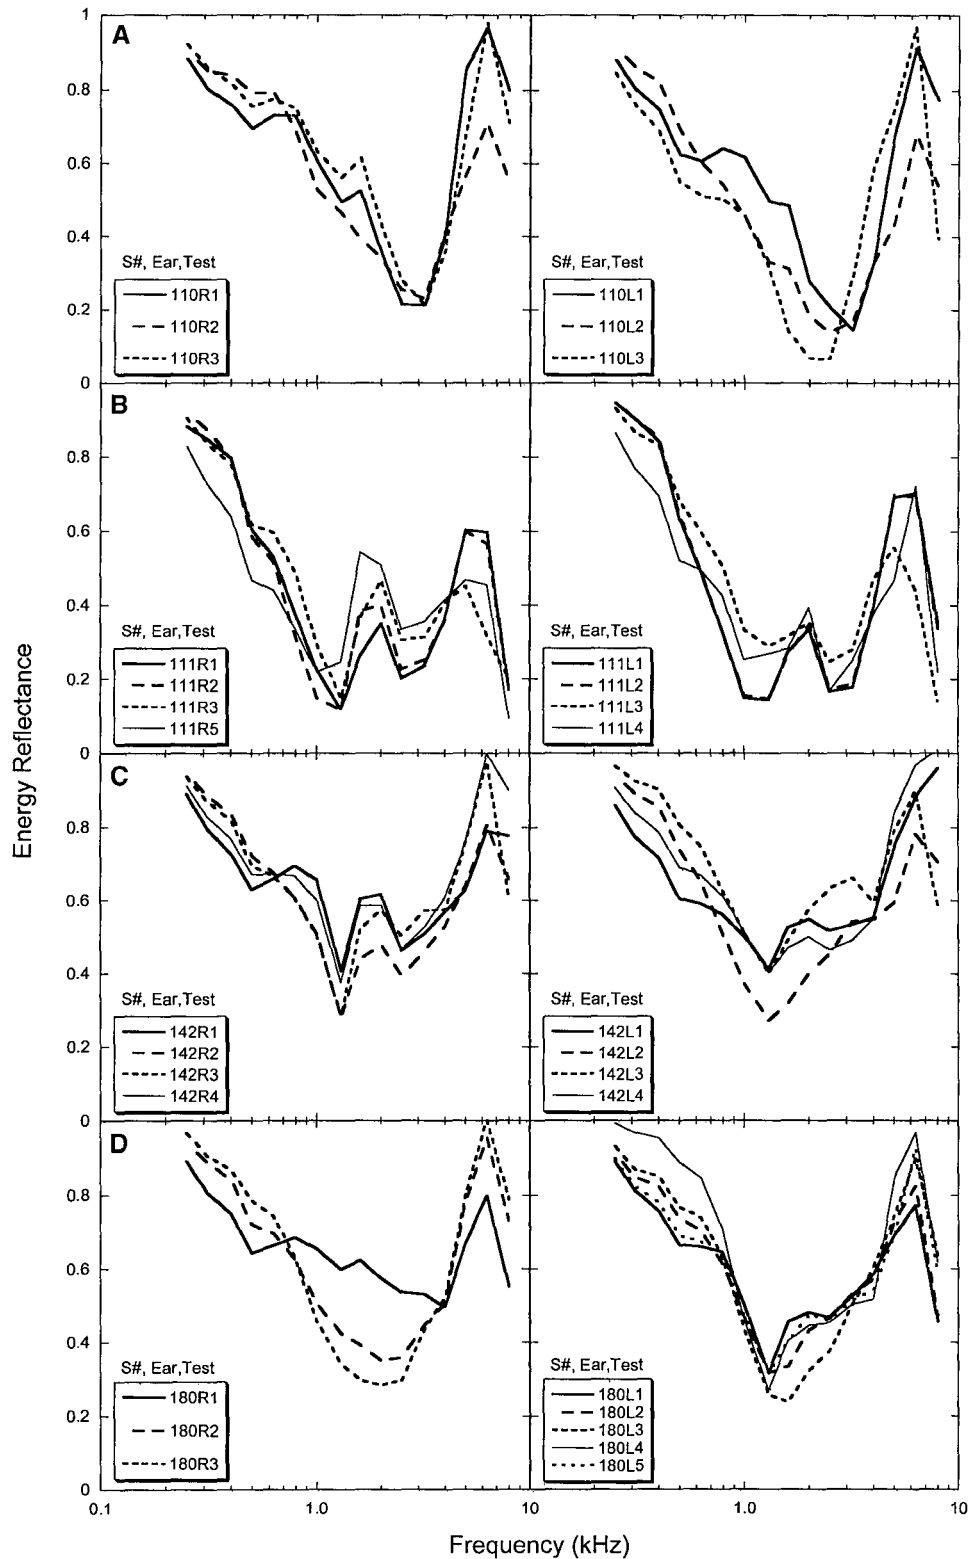 A
0.8
0.6
0.4
0.2
0
S#, Ear,Test
110R1
110R2
110R3
110L1
110L2
110L3
B
0.8
0.6
0.4
0.2
0
S#, Ear,Test
111R1
111R2
111R3
111R5
S#, Ear,Test
111L1
111L2
111L3
111L4
Energy Reflectance
C
0.8
0.6
0.4
0.2
0
S#, Ear,Test
142R1
142R2
142R3
142R4
S#, Ear,Test
142L1
142L2
142L3
142L4
D
0.8
0.6
0.4
0.2
0
S#, Ear,Test
180R1
180R2
180R3
S#, Ear,Test
180L1
180L2
180L3
180L4
180L5
0.1 1.0 10 1.0 10
Frequency (kHz)
S#, Ear,Test